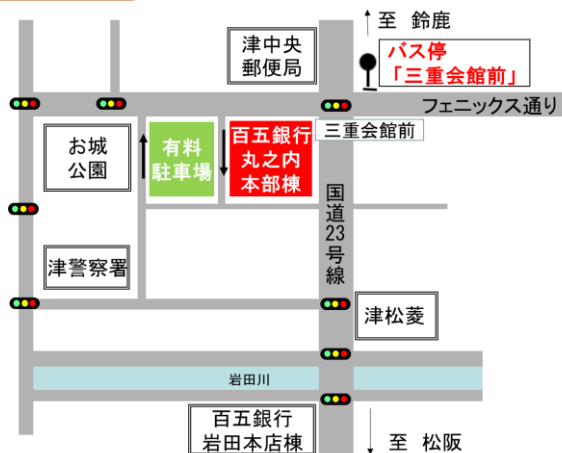 至 鈴鹿
津中央
郵便局
バス停
「三重会館前」
フェニックス通り
三重会館前
お城
公園
有料
駐車場
百五銀行
丸之内
本部棟
国道23号線
津警察署
津松菱
岩田川
百五銀行
岩田本店棟
至 松阪